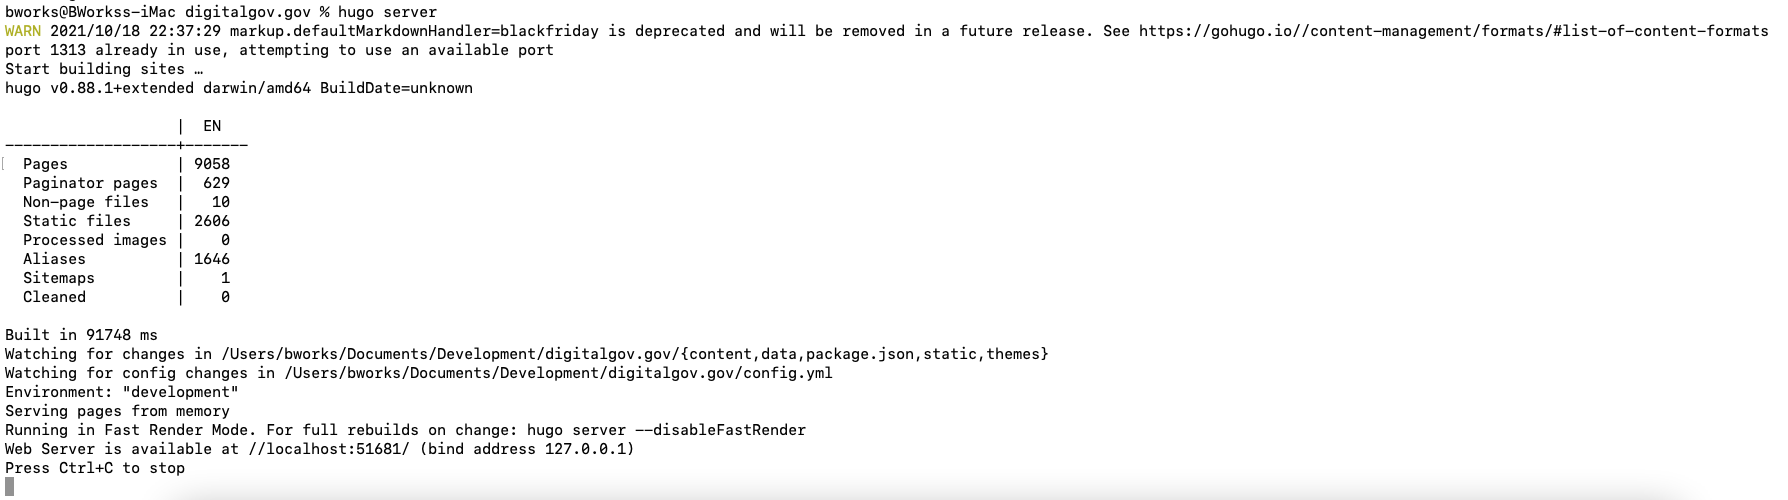 bworks@BWorkss-iMac digitalgov.gov % hugo server
WARN 2021/10/18 22:37:29 markup.defaultMarkdownHandler=blackfriday is deprecated and will be removed in a future release. See https://gohugo.io//content-management/formats/#list-of-content-formats
port 1313 already in use, attempting to use an available port
Start building sites …
hugo v0.88.1+extended darwin/amd64 BuildDate=unknown
                   |  EN
-------------------+-------
  Pages            | 9058
  Paginator pages  |  629
  Non-page files   |   10
  Static files     | 2606
  Processed images |    0
  Aliases          | 1646
  Sitemaps         |    1
  Cleaned          |    0
Built in 91748 ms
Watching for changes in /Users/bworks/Documents/Development/digitalgov.gov/{content,data,package.json,static,themes}
Watching for config changes in /Users/bworks/Documents/Development/digitalgov.gov/config.yml
Environment: "development"
Serving pages from memory
Running in Fast Render Mode. For full rebuilds on change: hugo server --disableFastRender
Web Server is available at //localhost:51681/ (bind address 127.0.0.1)
Press Ctrl+C to stop